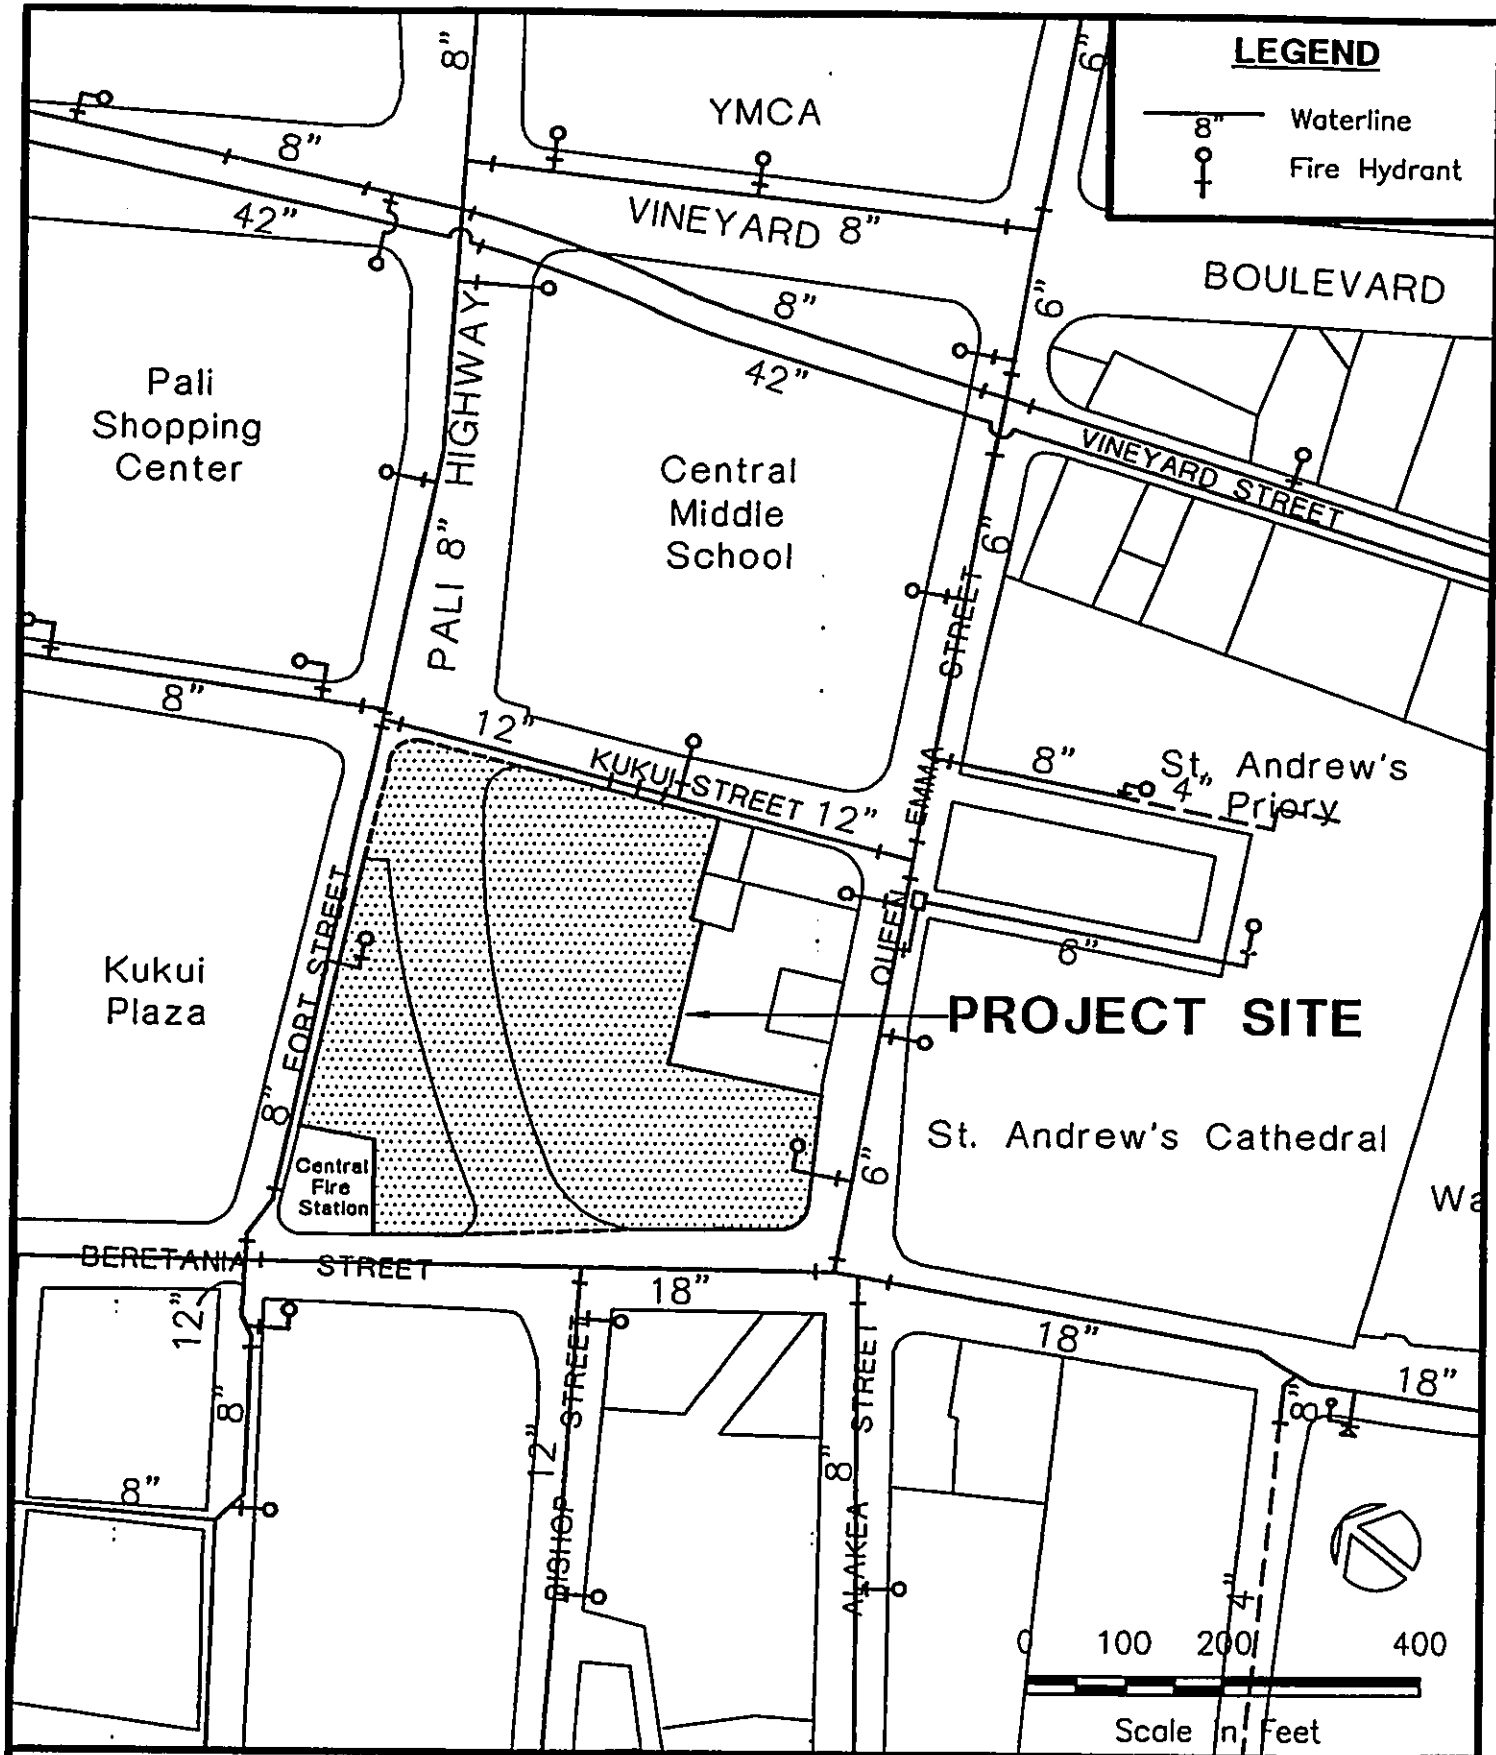 LEGEND
8" Waterline
Fire Hydrant
8"
6"
YMCA
8"
42"
VINEYARD 8"
BOULEVARD
6"
8"
42"
Pali
Shopping
Center
PALI 8" HIGHWAY
Central
Middle
School
VINEYARD STREET
6"
8"
12"
KUKUI STREET 12"
QUEEN EMMA STREET
8"
4"
St. Andrew's
Priory
6"
Kukui
Plaza
8" FORT STREET
PROJECT SITE
St. Andrew's Cathedral
6"
Central
Fire
Station
Wa
BERETANIA STREET
18"
12"
18"
18"
8"
8"
8"
12"
BISHOP STREET
8"
ALAKEA STREET
4"
0 100 200 400
Scale in Feet